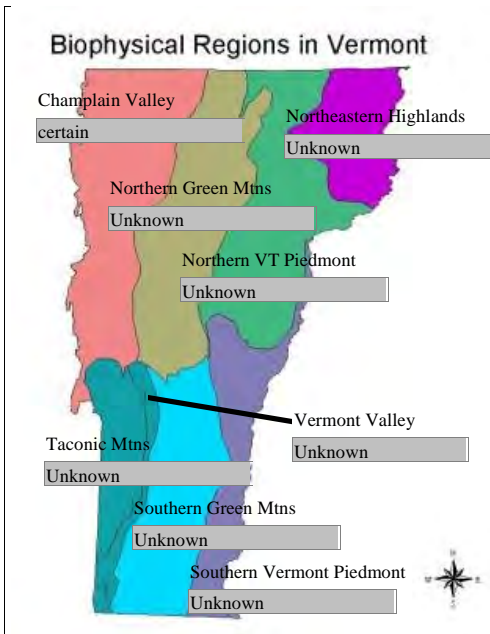 Biophysical Regions in Vermont
Champlain Valley
certain
Northeastern Highlands
Unknown
Northern Green Mtns
Unknown
Northern VT Piedmont
Unknown
Vermont Valley
Unknown
Taconic Mtns
Unknown
Southern Green Mtns
Unknown
Southern Vermont Piedmont
Unknown